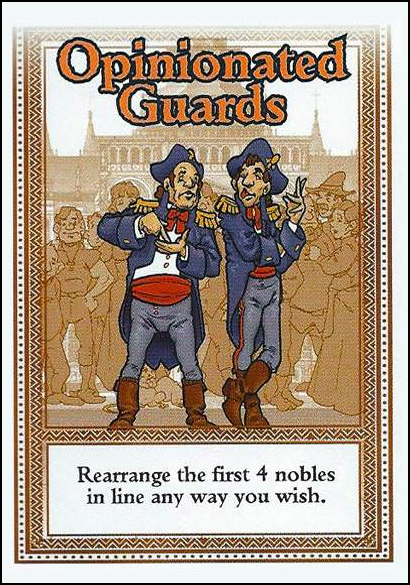 Opinionated
Guards
Rearrange the first 4 nobles
in line any way you wish.